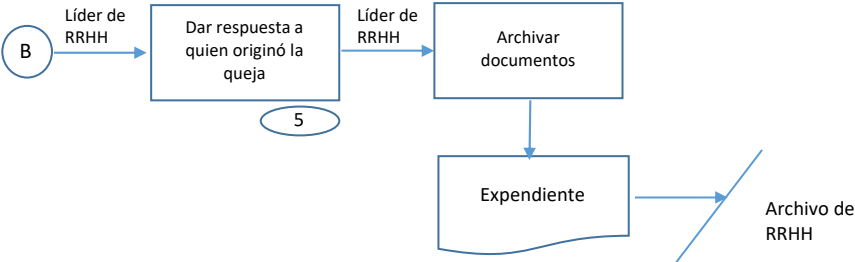 B
Líder de
RRHH
Dar respuesta a
quien originó la
queja
5
Líder de
RRHH
Archivar
documentos
Expendiente
Archivo de
RRHH